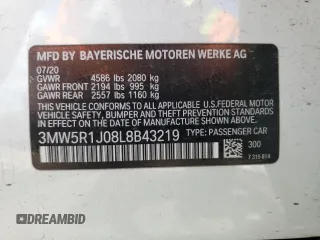 MFD BY BAYERISCHE MOTOREN WERKE AG
07/20
GVWR 4586 lbs 2080 kg
GAWR FRONT 2194 lbs 995 kg
GAWR REAR 2557 lbs 1160 kg
THIS VEHICLE CONFORMS TO ALL APPLICABLE
U.S. FEDERAL MOTOR VEHICLE SAFETY, BUMPER,
AND THEFT PREVENTION STANDARDS IN EFFECT
ON THE DATE OF MANUFACTURE SHOWN ABOVE.
3MW5R1J08L8B43219 TYPE: PASSENGER CAR
300
DREAMBID